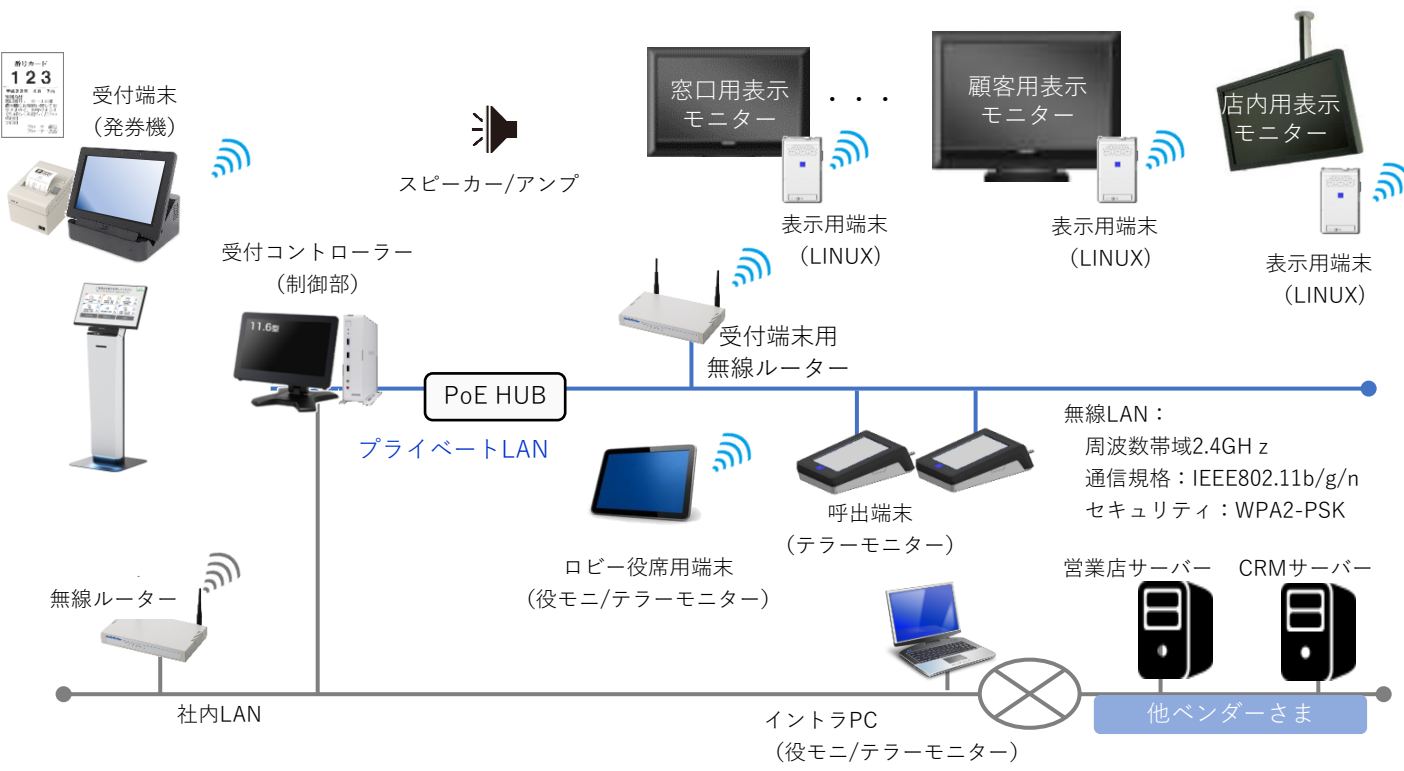 番号カード
123
受付端末
（発券機）
スピーカー/アンプ
窓口用表示
モニター
・・・
顧客用表示
モニター
店内用表示
モニター
表示用端末
（LINUX）
表示用端末
（LINUX）
表示用端末
（LINUX）
受付コントローラー
（制御部）
11.6型
受付端末用
無線ルーター
PoE HUB
プライベートLAN
無線LAN：
周波数帯域2.4GHｚ
通信規格：IEEE802.11b/g/n
セキュリティ：WPA2-PSK
呼出端末
（テラーモニター）
ロビー役席用端末
（役モニ/テラーモニター）
営業店サーバー
CRMサーバー
無線ルーター
社内LAN
イントラPC
（役モニ/テラーモニター）
他ベンダーさま